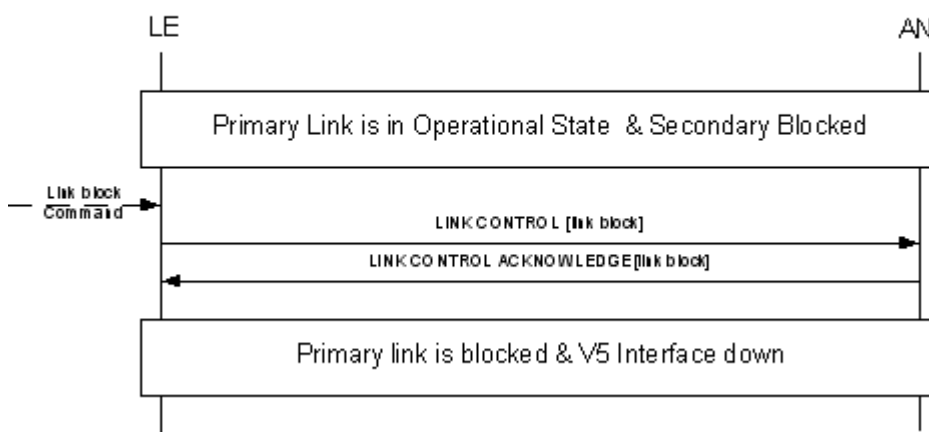 LE
AN
Primary Link is in Operational State & Secondary Blocked
Link block
Command
LINK CONTROL [link block]
LINK CONTROL ACKNOWLEDGE[link block]
Primary link is blocked & V5 Interface down